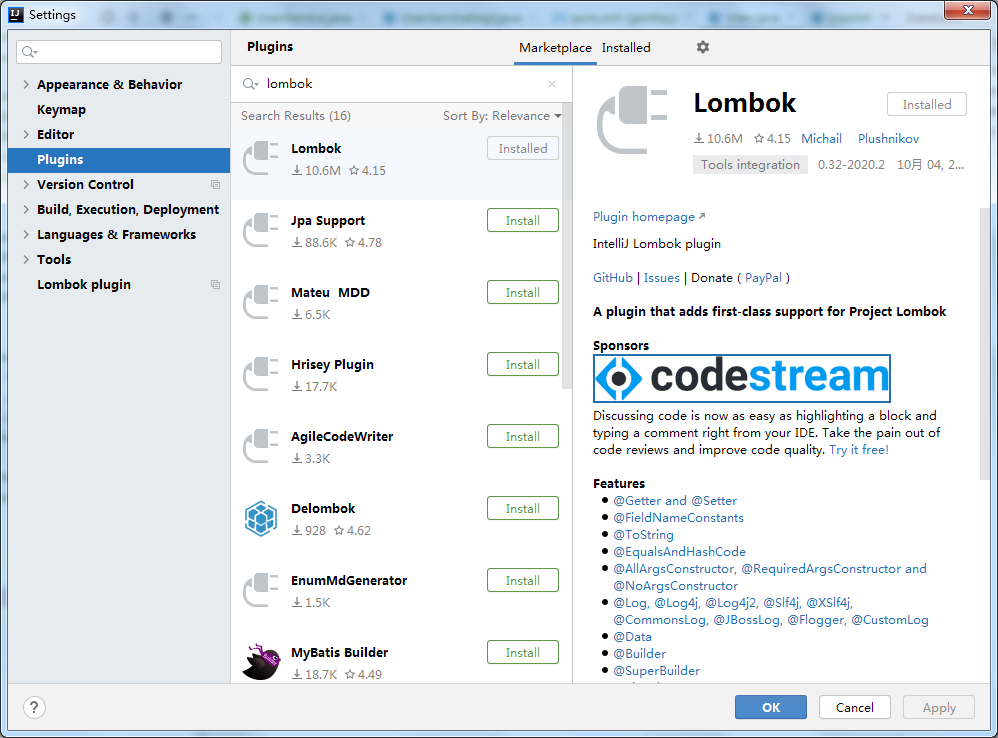 Settings
Plugins
Marketplace
Installed
Appearance & Behavior
Keymap
Editor
Plugins
Version Control
Build, Execution, Deployment
Languages & Frameworks
Tools
Lombok plugin
lombok
Search Results (16)
Sort By: Relevance
Lombok
Installed
10.6M 4.15
Jpa Support
Install
88.6K 4.78
Mateu MDD
Install
6.5K
Hrisey Plugin
Install
17.7K
AgileCodeWriter
Install
3.3K
Delombok
Install
928 4.62
EnumMdGenerator
Install
1.5K
MyBatis Builder
Install
18.7K 4.49
Lombok
Installed
10.6M 4.15 Michail Plushnikov
Tools integration 0.32-2020.2 10月 04, 2...
Plugin homepage
IntelliJ Lombok plugin
GitHub | Issues | Donate ( PayPal )
A plugin that adds first-class support for Project Lombok
Sponsors
codestream
Discussing code is now as easy as highlighting a block and
typing a comment right from your IDE. Take the pain out of
code reviews and improve code quality. Try it free!
Features
@Getter and @Setter
@FieldNameConstants
@ToString
@EqualsAndHashCode
@AllArgsConstructor, @RequiredArgsConstructor and
@NoArgsConstructor
@Log, @Log4j, @Log4j2, @Slf4j, @XSlf4j,
@CommonsLog, @JBossLog, @Flogger, @CustomLog
@Data
@Builder
@SuperBuilder
?
OK
Cancel
Apply